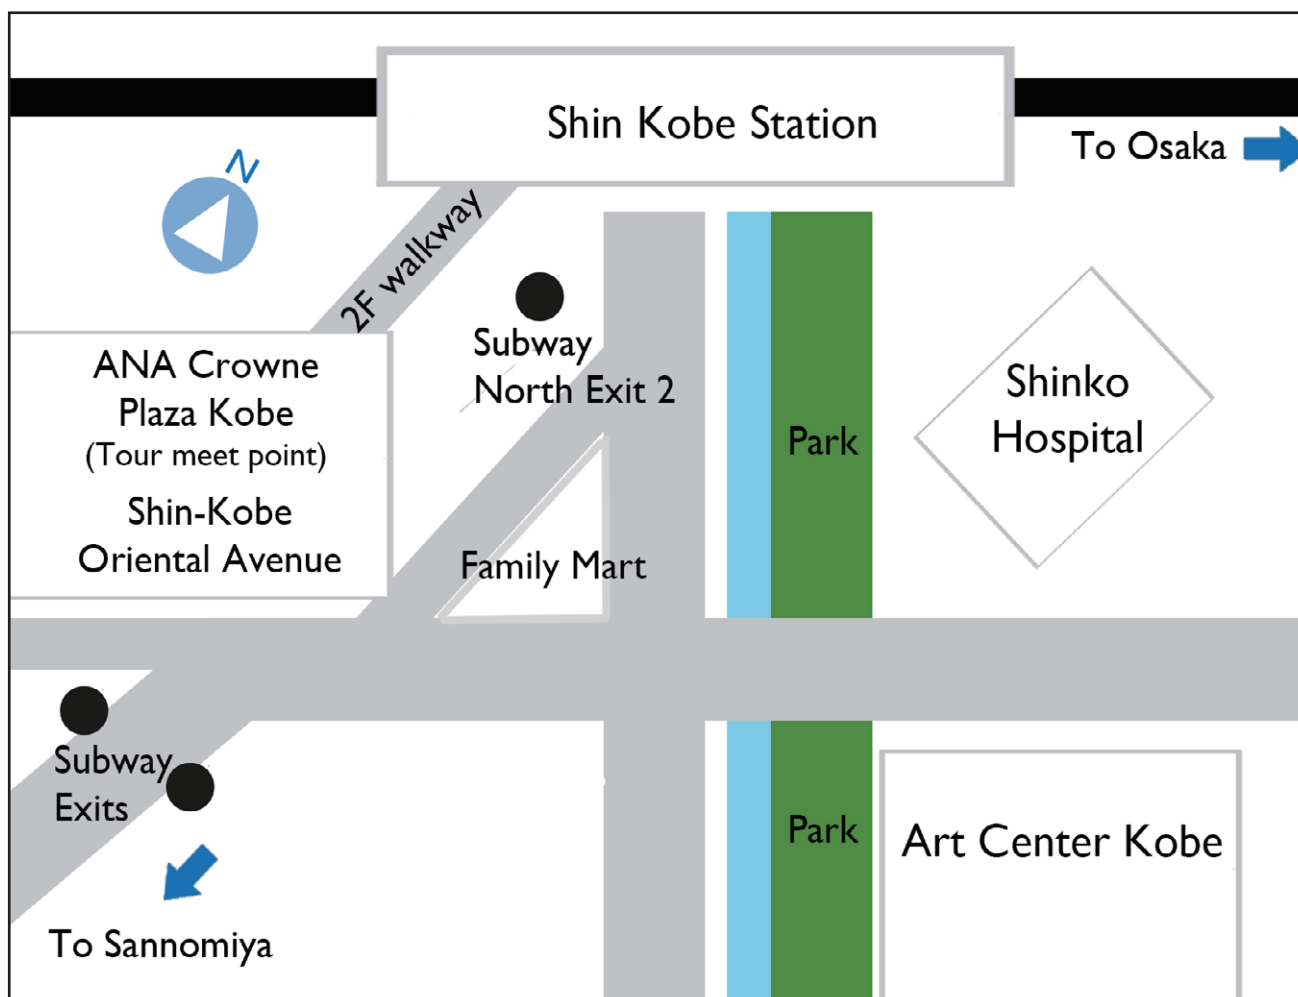 Shin Kobe Station
To Osaka
N
2F walkway
Subway
North Exit 2
ANA Crowne
Plaza Kobe
(Tour meet point)
Shin-Kobe
Oriental Avenue
Shinko
Hospital
Park
Family Mart
Subway
Exits
Park
Art Center Kobe
To Sannomiya